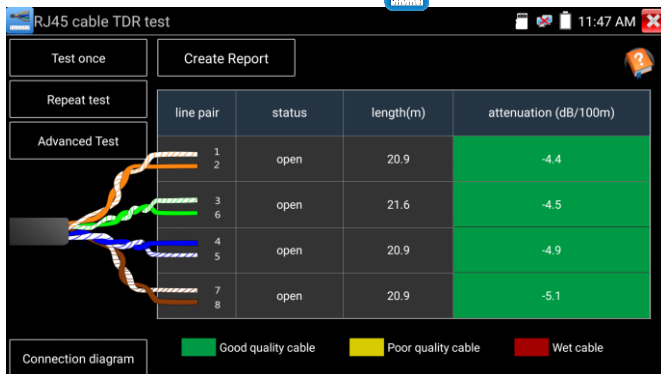 RJ45 cable TDR test
11:47 AM
Test once
Create Report
Repeat test
Advanced Test
line pair status length(m) attenuation (dB/100m)
1
2
open 20.9 -4.4
3
6
open 21.6 -4.5
4
5
open 20.9 -4.9
7
8
open 20.9 -5.1
Good quality cable Poor quality cable Wet cable
Connection diagram